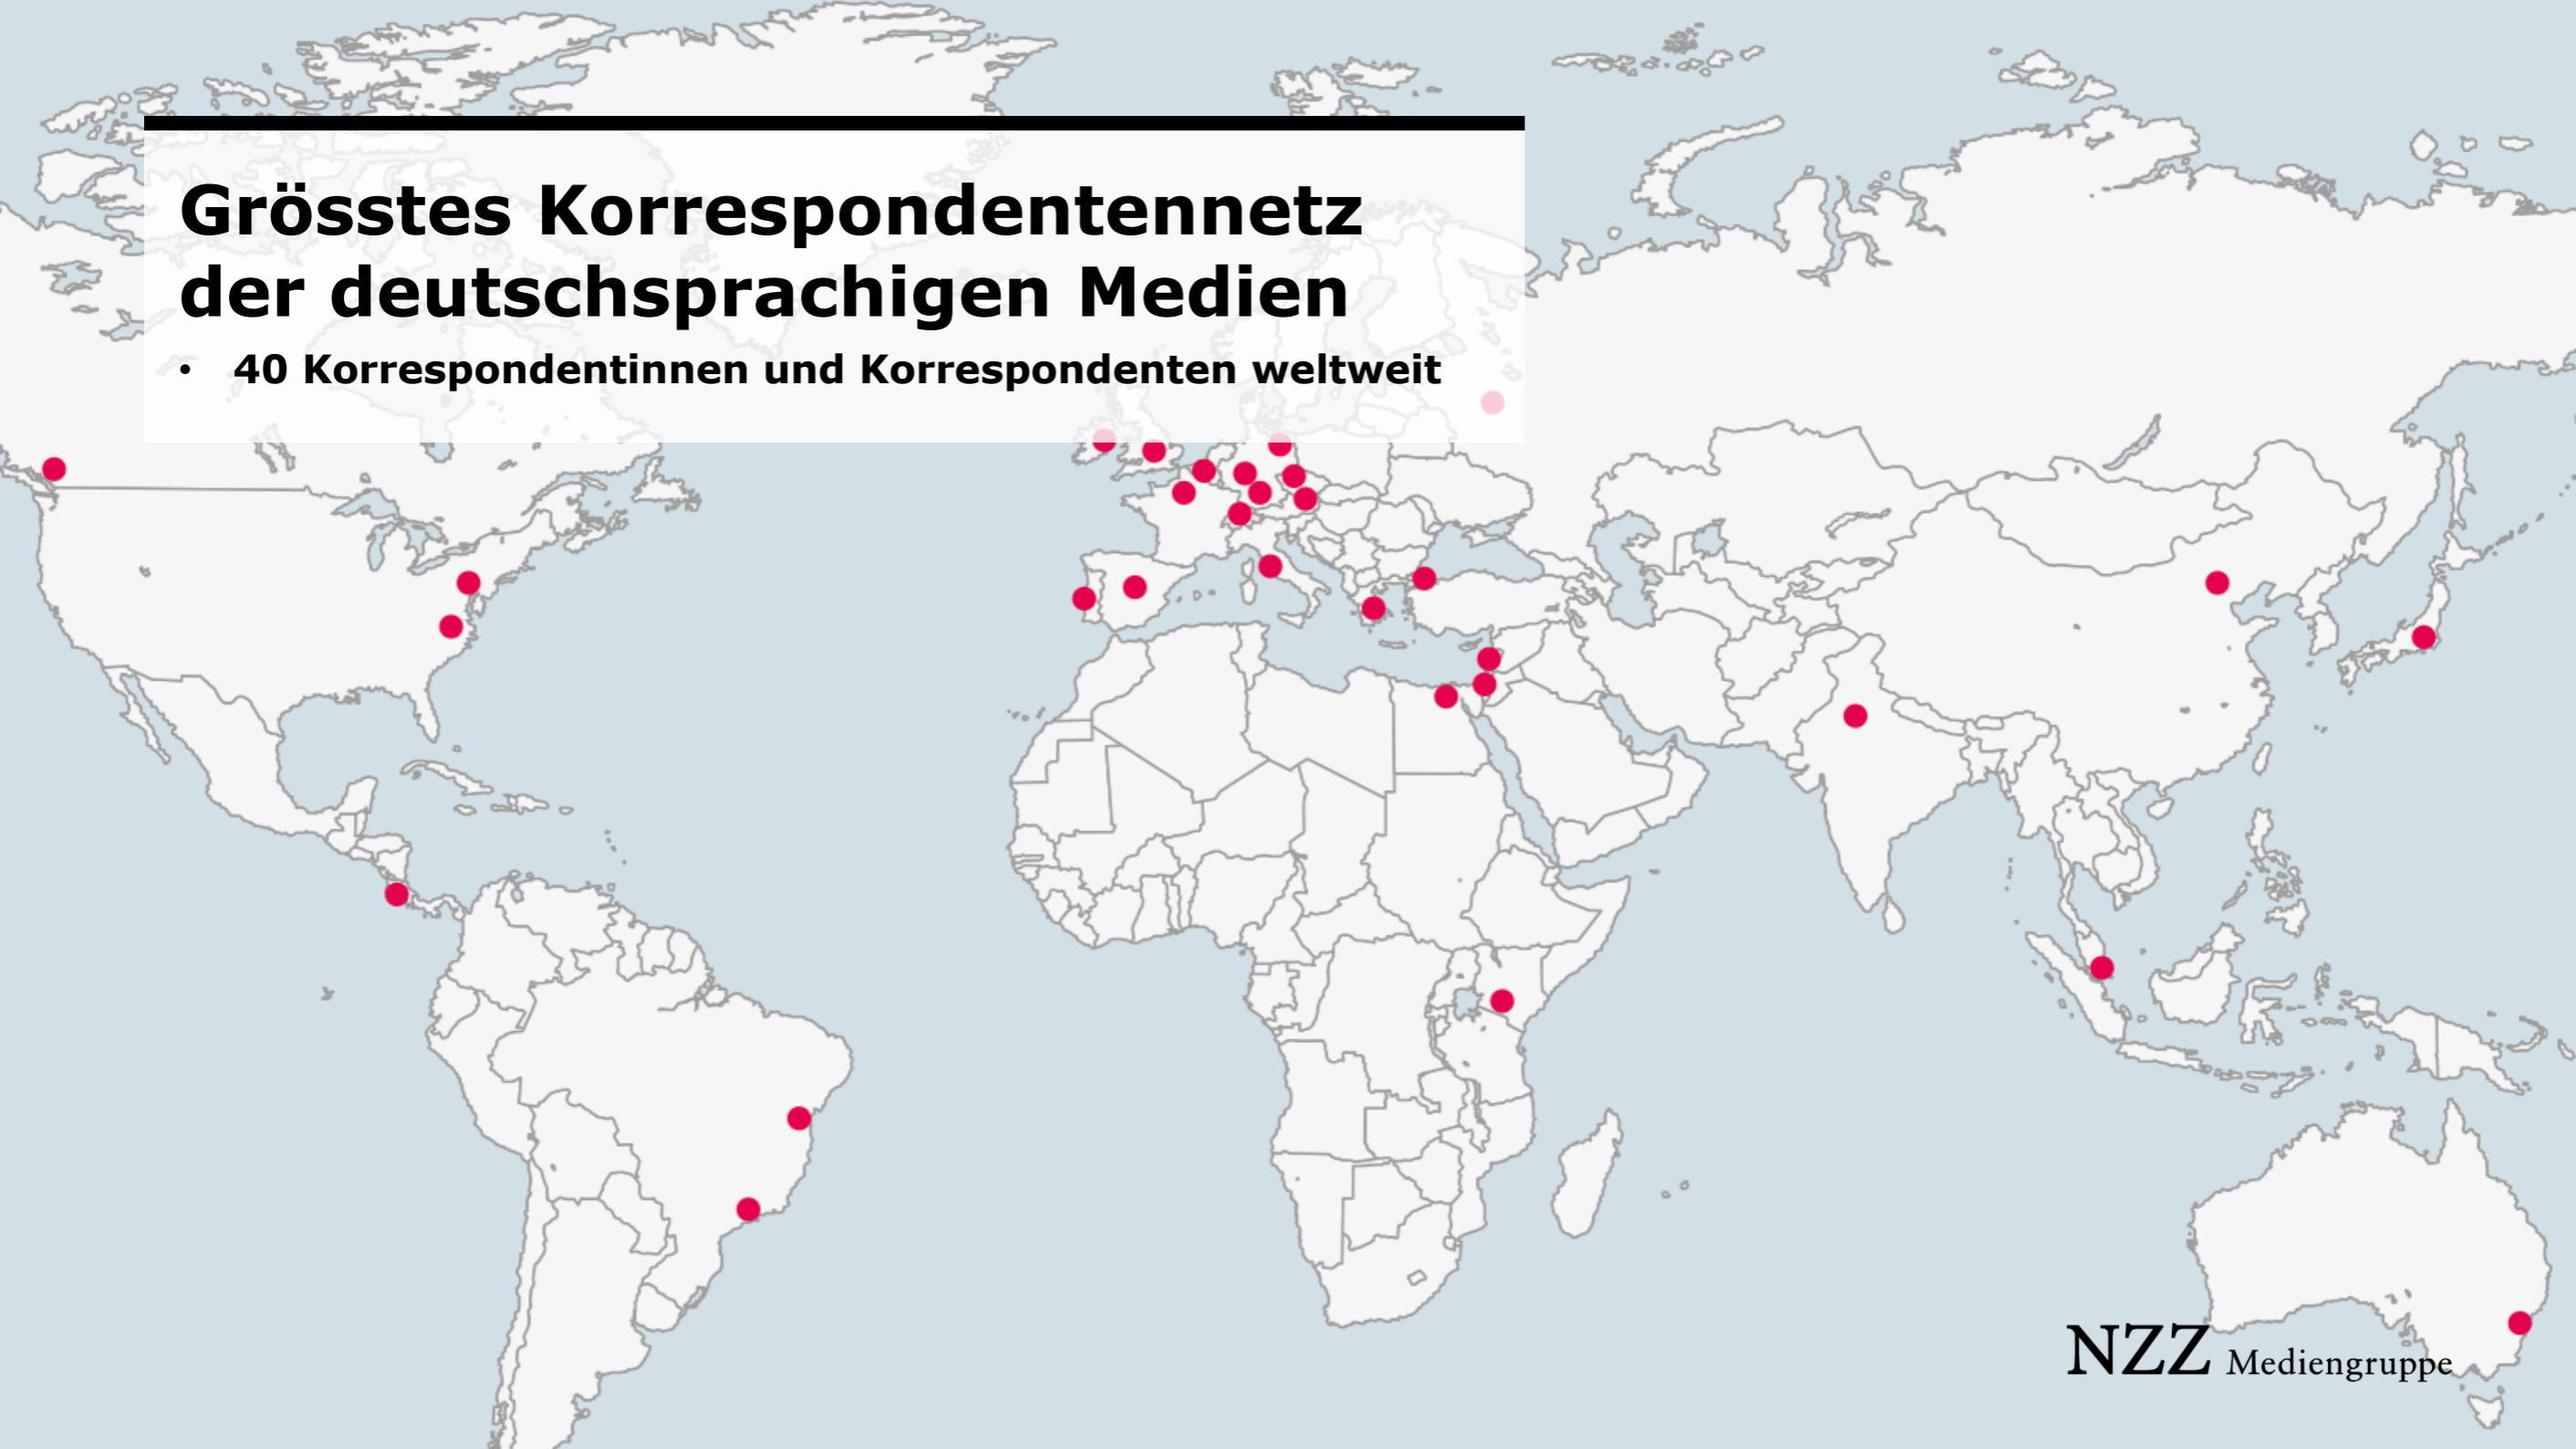 Grösstes Korrespondentennetz
der deutschsprachigen Medien
• 40 Korrespondentinnen und Korrespondenten weltweit
NZZ Mediengruppe